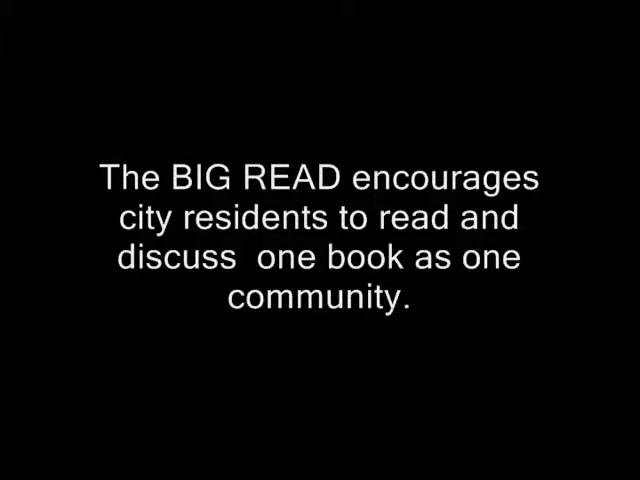 The BIG READ encourages
city residents to read and
discuss  one book as one
community.